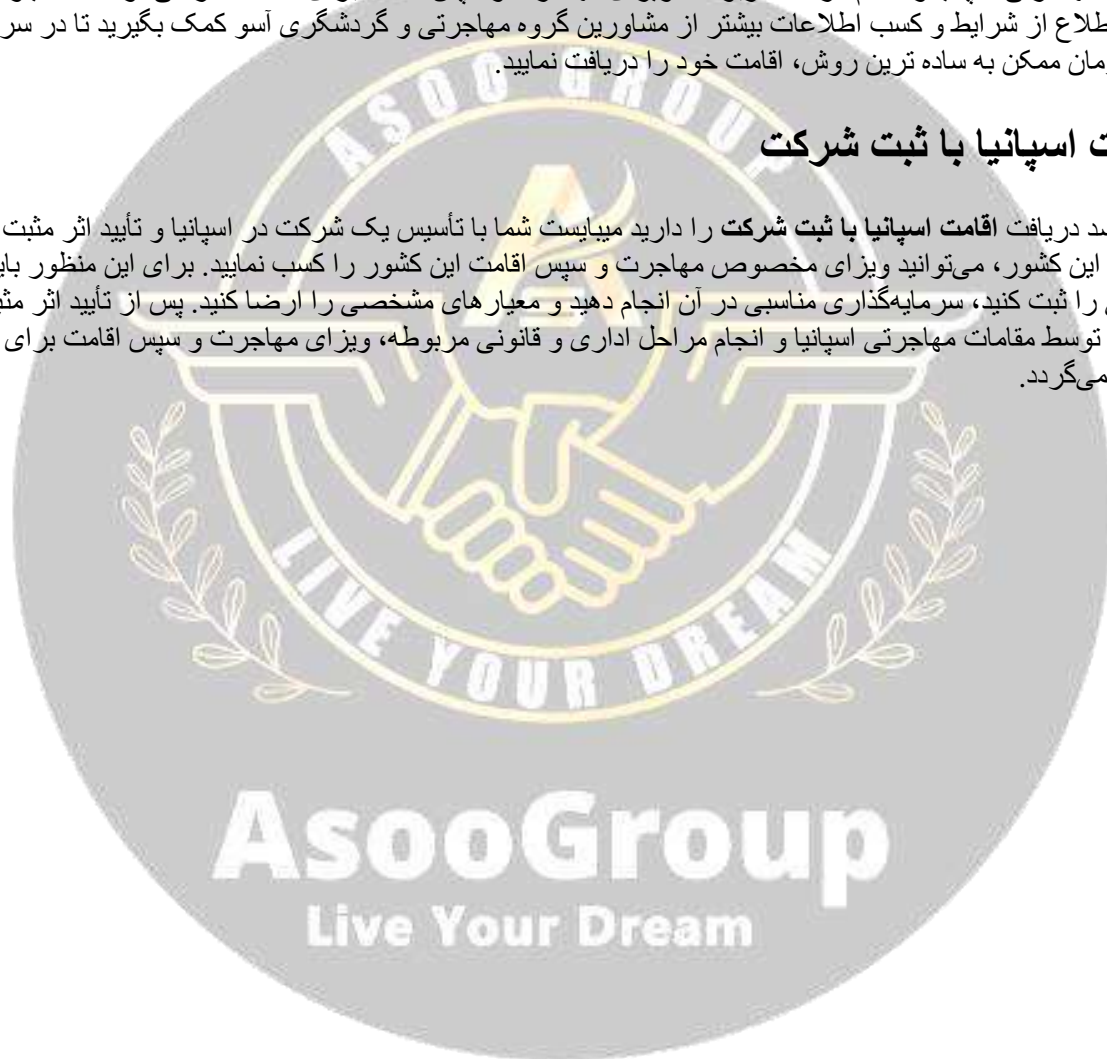 طلاع از شرایط و کسب اطلاعات بیشتر از مشاورین گروه مهاجرتی و گردشگری آسو کمک بگیرید تا در سر
مان ممکن به ساده ترین روش، اقامت خود را دریافت نمایید.
ت اسپانیا با ثبت شرکت
سد دریافت اقامت اسپانیا با ثبت شرکت را دارید میبایست شما با تأسیس یک شرکت در اسپانیا و تأیید اثر مثبت
این کشور، می‌توانید ویزای مخصوص مهاجرت و سپس اقامت این کشور را کسب نمایید. برای این منظور بای
را ثبت کنید، سرمایه‌گذاری مناسبی در آن انجام دهید و معیارهای مشخصی را ارضا کنید. پس از تأیید اثر مث
توسط مقامات مهاجرتی اسپانیا و انجام مراحل اداری و قانونی مربوطه، ویزای مهاجرت و سپس اقامت برای
می‌گردد.
ASOO GROUP
LIVE YOUR DREAM
AsooGroup
Live Your Dream